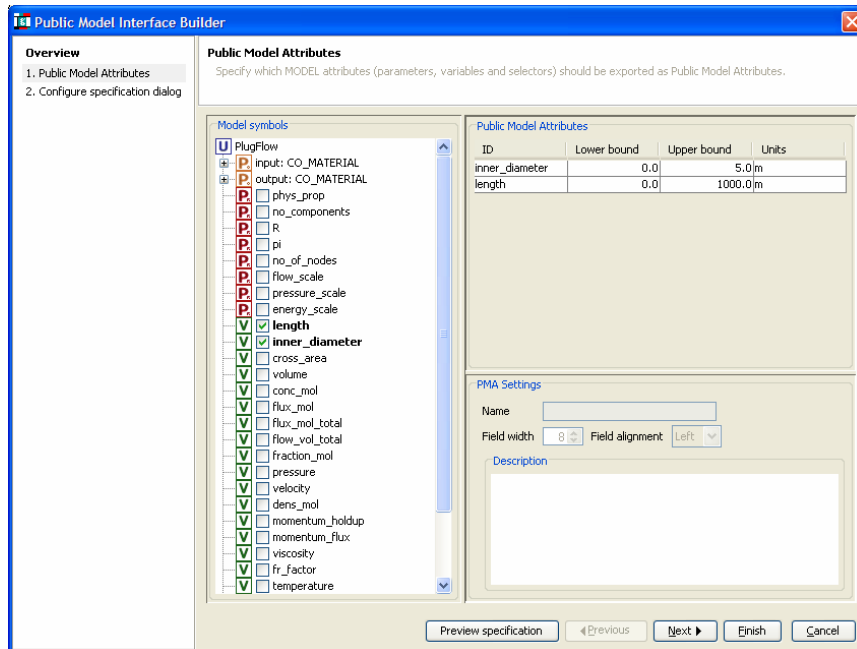 Public Model Interface Builder
Overview
1. Public Model Attributes
2. Configure specification dialog
Public Model Attributes
Specify which MODEL attributes (parameters, variables and selectors) should be exported as Public Model Attributes.
Model symbols
U PlugFlow
P input: CO_MATERIAL
P output: CO_MATERIAL
P phys_prop
P no_components
P R
P pi
P no_of_nodes
P flow_scale
P pressure_scale
P energy_scale
V length
V inner_diameter
V cross_area
V volume
V conc_mol
V flux_mol
V flux_mol_total
V flow_vol_total
V fraction_mol
V pressure
V velocity
V dens_mol
V momentum_holdup
V momentum_flux
V viscosity
V fr_factor
V temperature
Public Model Attributes
ID Lower bound Upper bound Units
inner_diameter 0.0 5.0 m
length 0.0 1000.0 m
PMA Settings
Name
Field width 8 Field alignment Left
Description
Preview specification Previous Next Finish Cancel